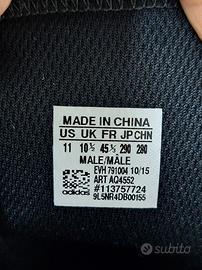 MADE IN CHINA
US UK FR JP CHN
11 10½ 45⅓ 290 280
MALE/MÂLE
EVH 791004 10/15
ART AQ4552
#113757724
9L5NR4DB00155
adidas
subito